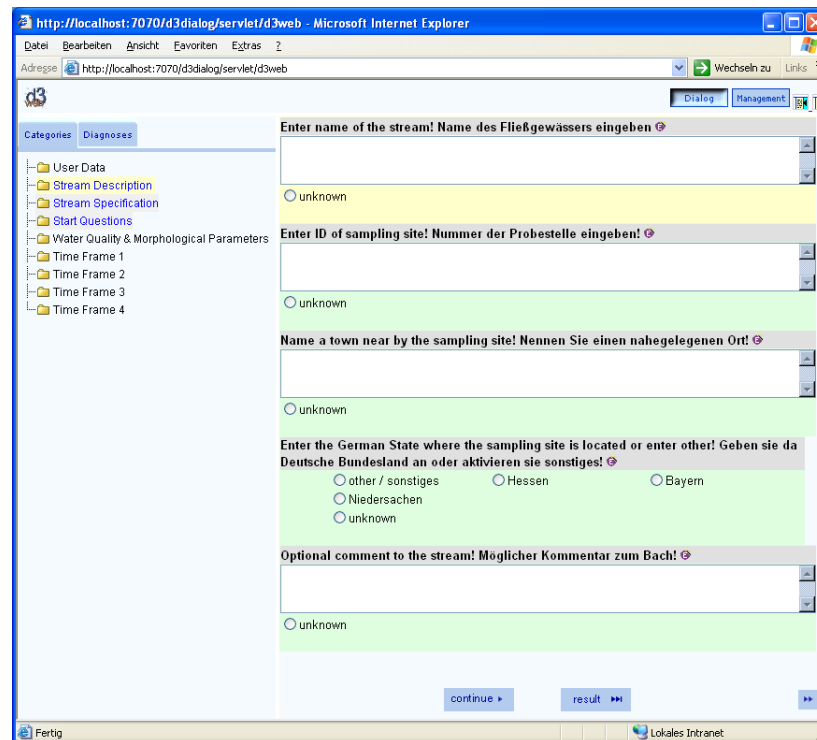 http://localhost:7070/d3dialog/servlet/d3web - Microsoft Internet Explorer
Datei Bearbeiten Ansicht Favoriten Extras ?
Adresse http://localhost:7070/d3dialog/servlet/d3web Wechseln zu Links
d3 Dialog Management
Categories Diagnoses
User Data
Stream Description
Stream Specification
Start Questions
Water Quality & Morphological Parameters
Time Frame 1
Time Frame 2
Time Frame 3
Time Frame 4
Enter name of the stream! Name des Fließgewässers eingeben
unknown
Enter ID of sampling site! Nummer der Probestelle eingeben!
unknown
Name a town near by the sampling site! Nennen Sie einen nahegelegenen Ort!
unknown
Enter the German State where the sampling site is located or enter other! Geben sie da
Deutsche Bundesland an oder aktivieren sie sonstiges!
other / sonstiges Hessen Bayern
Niedersachen
unknown
Optional comment to the stream! Möglicher Kommentar zum Bach!
unknown
continue result
Fertig Lokales Intranet